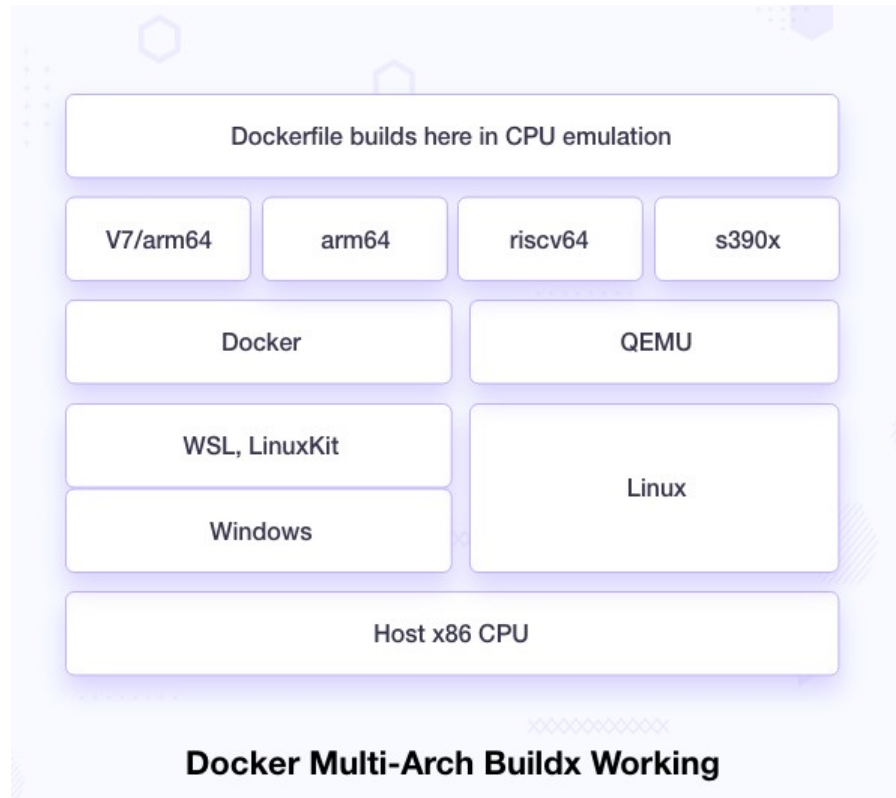 Dockerfile builds here in CPU emulation
V7/arm64
arm64
riscv64
s390x
Docker
QEMU
WSL, LinuxKit
Linux
Windows
Host x86 CPU
Docker Multi-Arch Buildx Working